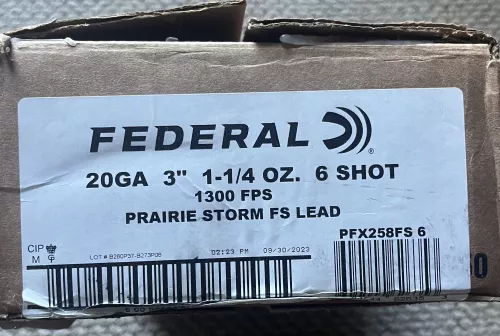 FEDERAL
20GA 3" 1-1/4 OZ. 6 SHOT
1300 FPS
PRAIRIE STORM FS LEAD
PFX258FS 6
CIP
M
LOT # B280P37-B273P06 02:23 PM 09/30/2023